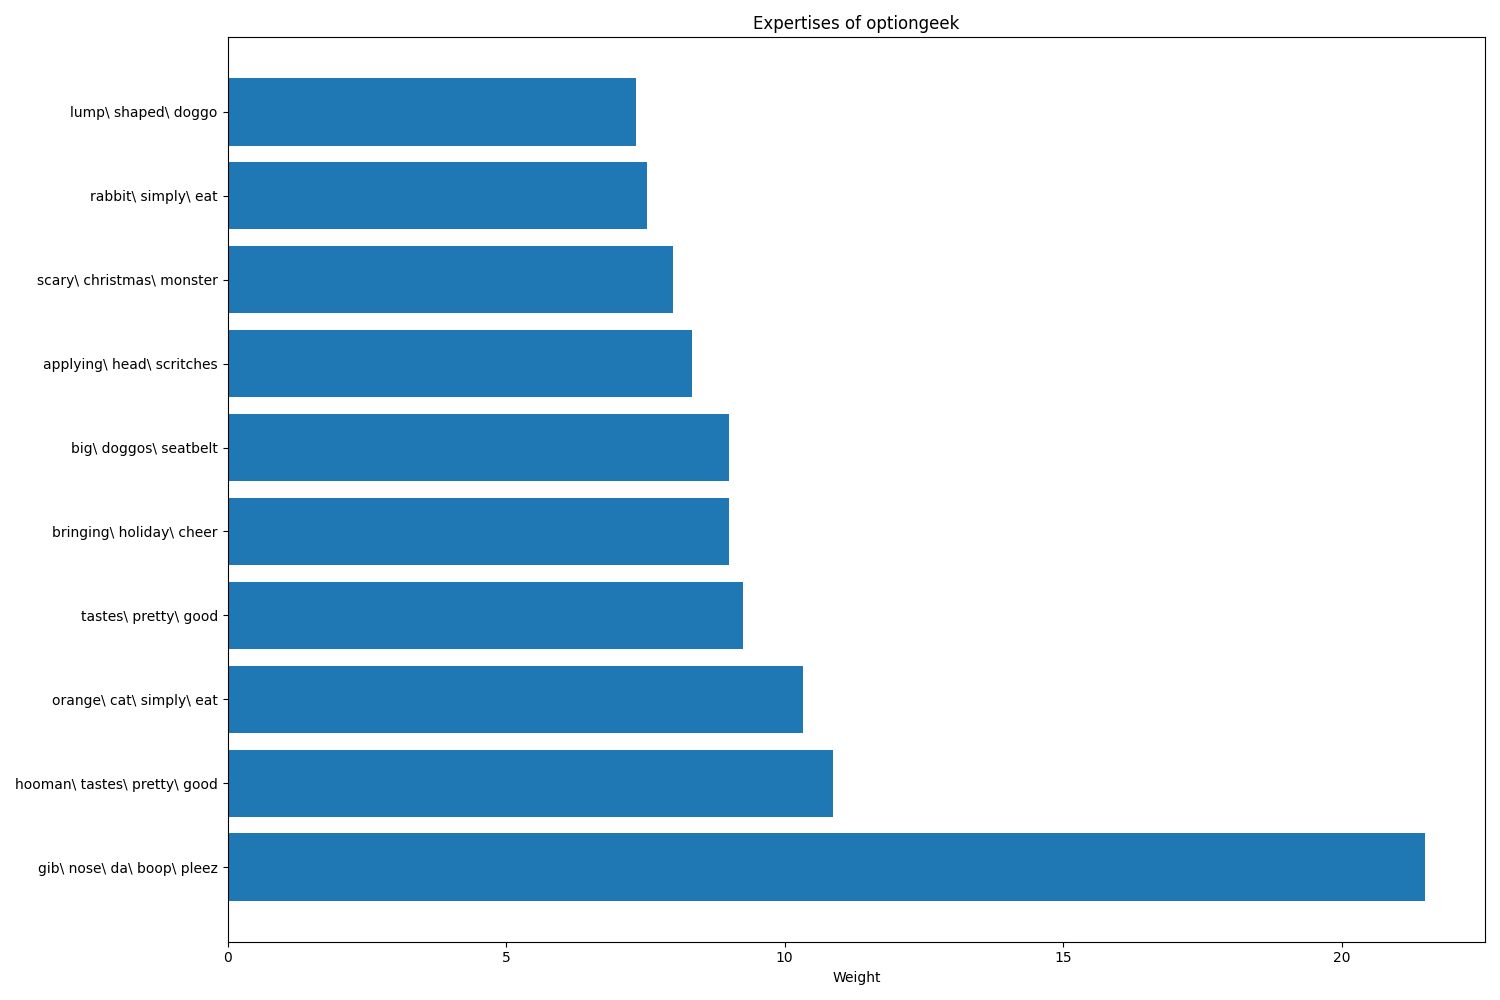 Expertises of optiongeek
lump\ shaped\ doggo
rabbit\ simply\ eat
scary\ christmas\ monster
applying\ head\ scritches
big\ doggos\ seatbelt
bringing\ holiday\ cheer
tastes\ pretty\ good
orange\ cat\ simply\ eat
hooman\ tastes\ pretty\ good
gib\ nose\ da\ boop\ pleez
0 5 10 15 20
Weight